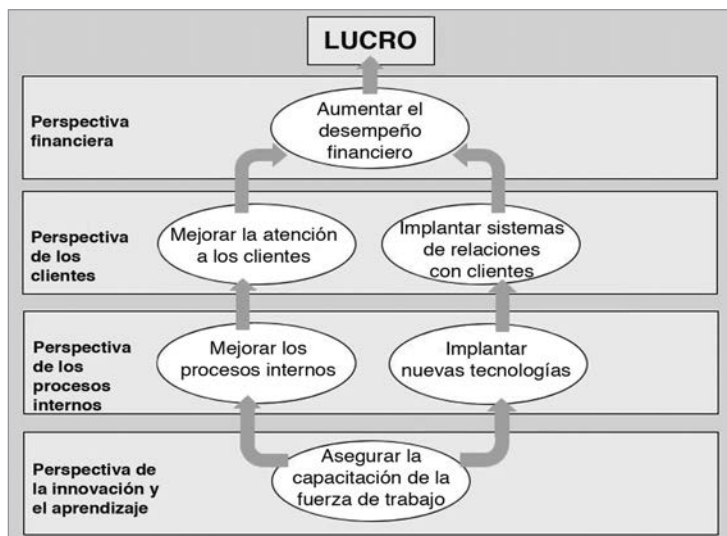 LUCRO
Perspectiva
financiera
Aumentar el
desempeño
financiero
Perspectiva
de los
clientes
Mejorar la atención
a los clientes
Implantar sistemas
de relaciones
con clientes
Perspectiva
de los
procesos
internos
Mejorar los
procesos internos
Implantar
nuevas tecnologías
Perspectiva de
la innovación y
el aprendizaje
Asegurar la
capacitación de la
fuerza de trabajo